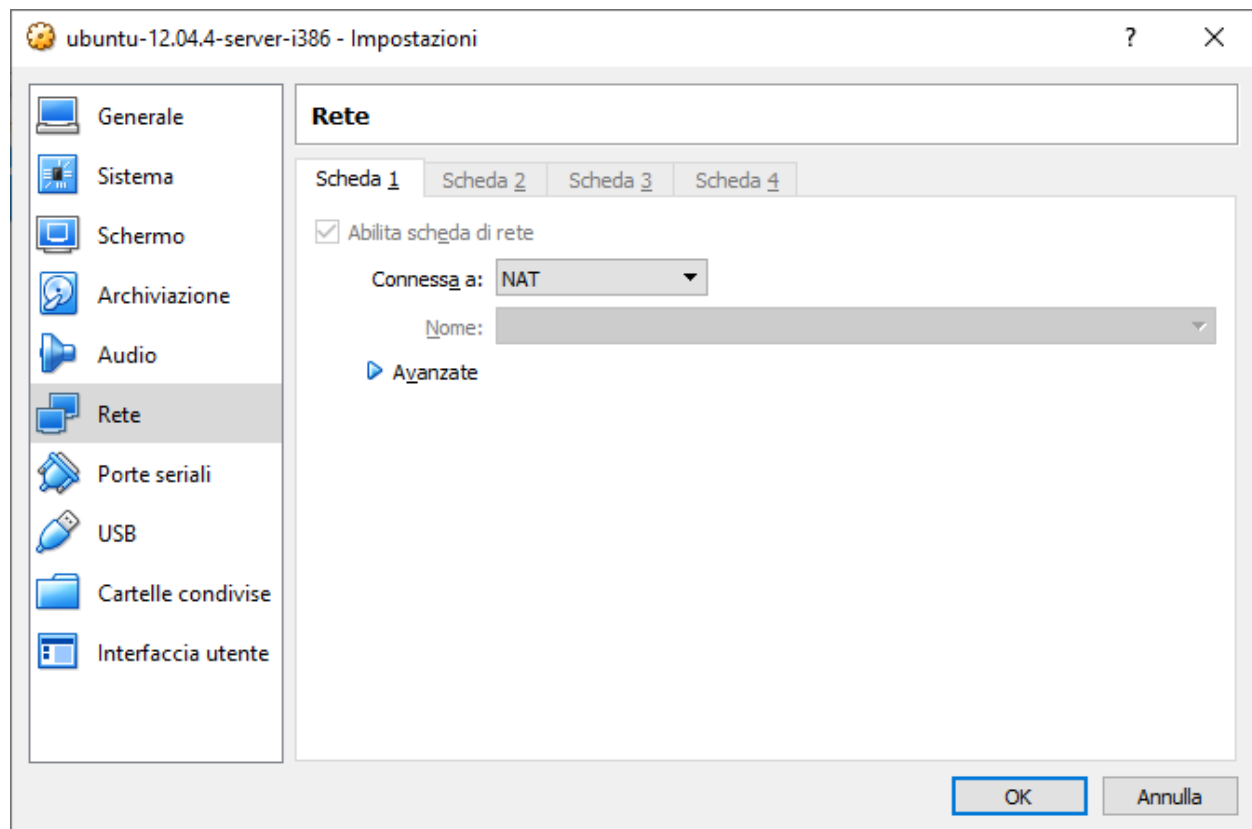 ubuntu-12.04.4-server-i386 - Impostazioni
?
Generale
Sistema
Schermo
Archiviazione
Audio
Rete
Porte seriali
USB
Cartelle condivise
Interfaccia utente
Rete
Scheda 1 Scheda 2 Scheda 3 Scheda 4
Abilita scheda di rete
Connessa a: NAT
Nome:
Avanzate
OK Annulla